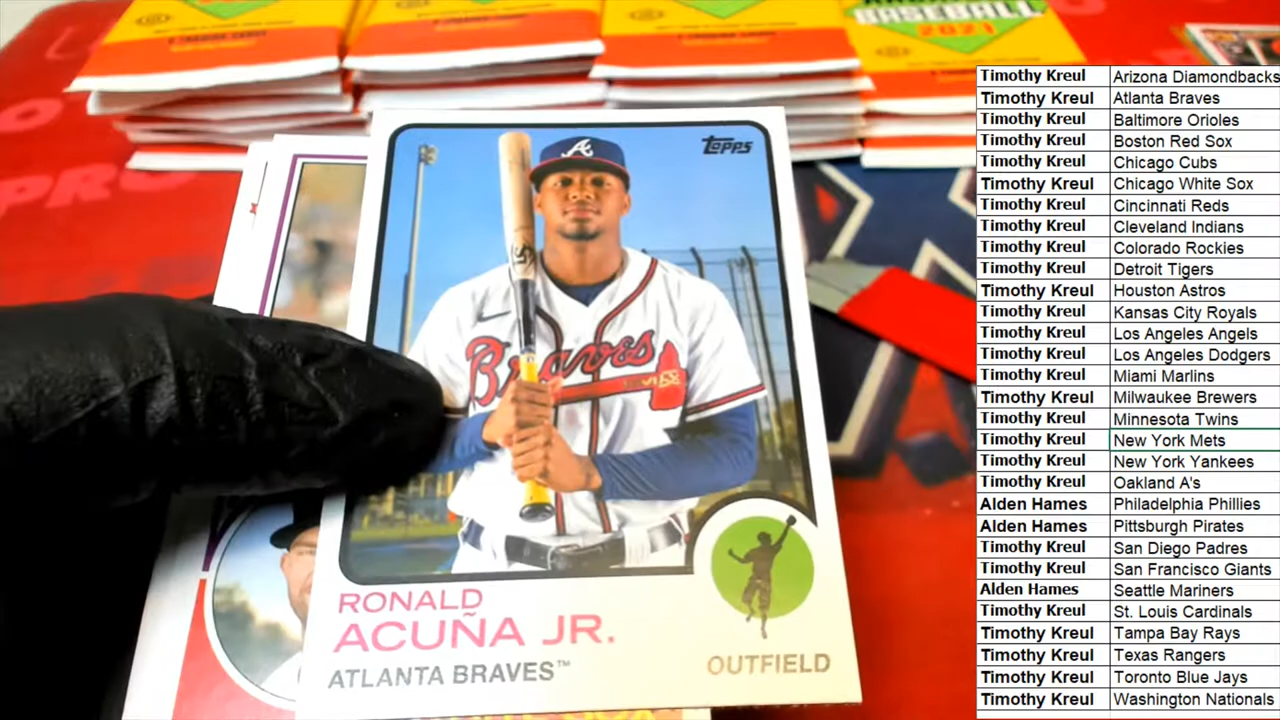 BASEBALL
2021
Topps
Braves
RONALD
ACUÑA JR.
ATLANTA BRAVES™
OUTFIELD
PRO
Timothy Kreul Arizona Diamondbacks
Timothy Kreul Atlanta Braves
Timothy Kreul Baltimore Orioles
Timothy Kreul Boston Red Sox
Timothy Kreul Chicago Cubs
Timothy Kreul Chicago White Sox
Timothy Kreul Cincinnati Reds
Timothy Kreul Cleveland Indians
Timothy Kreul Colorado Rockies
Timothy Kreul Detroit Tigers
Timothy Kreul Houston Astros
Timothy Kreul Kansas City Royals
Timothy Kreul Los Angeles Angels
Timothy Kreul Los Angeles Dodgers
Timothy Kreul Miami Marlins
Timothy Kreul Milwaukee Brewers
Timothy Kreul Minnesota Twins
Timothy Kreul New York Mets
Timothy Kreul New York Yankees
Timothy Kreul Oakland A's
Alden Hames Philadelphia Phillies
Alden Hames Pittsburgh Pirates
Timothy Kreul San Diego Padres
Timothy Kreul San Francisco Giants
Alden Hames Seattle Mariners
Timothy Kreul St. Louis Cardinals
Timothy Kreul Tampa Bay Rays
Timothy Kreul Texas Rangers
Timothy Kreul Toronto Blue Jays
Timothy Kreul Washington Nationals